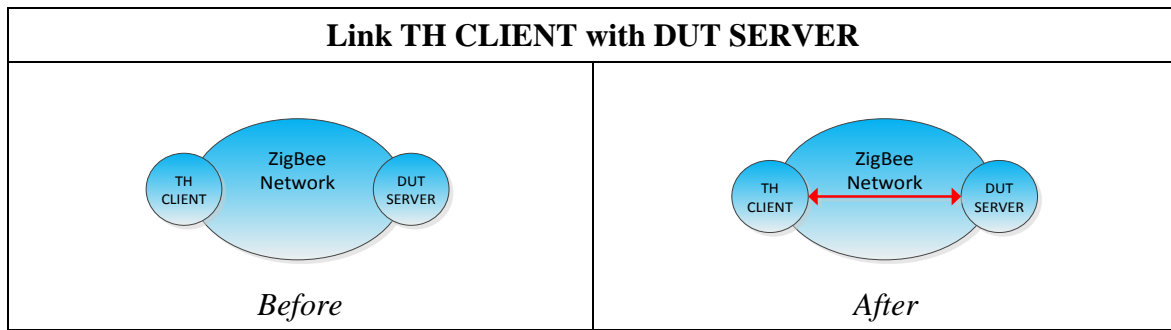 Link TH CLIENT with DUT SERVER
ZigBee
Network
TH
CLIENT
DUT
SERVER
Before
ZigBee
Network
TH
CLIENT
DUT
SERVER
After